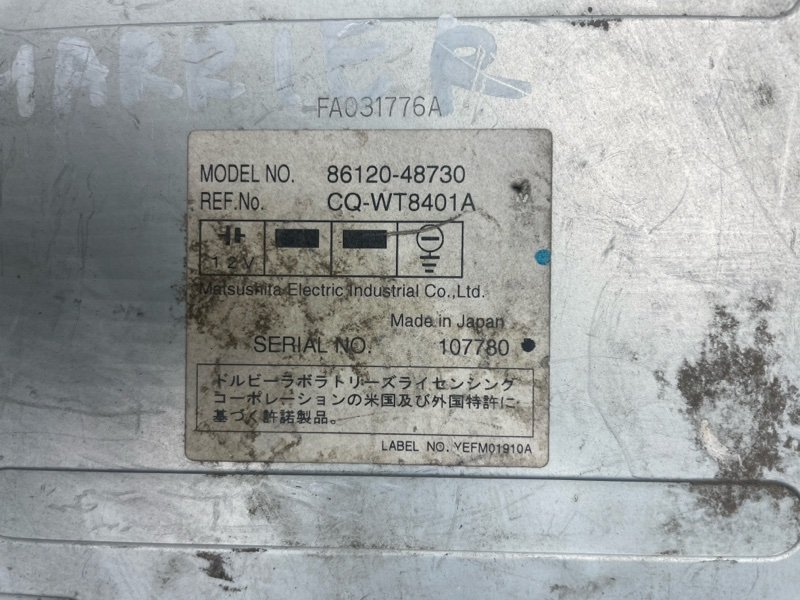 HARRIER
FA031776A
MODEL NO. 86120-48730
REF.No. CQ-WT8401A
12V
Matsushita Electric Industrial Co.,Ltd.
Made in Japan
SERIAL NO. 107780
ドルビーラボラトリーズライセンシング
コーポレーションの米国及び外国特許に
基づく許諾製品。
LABEL NO. YEFM01910A